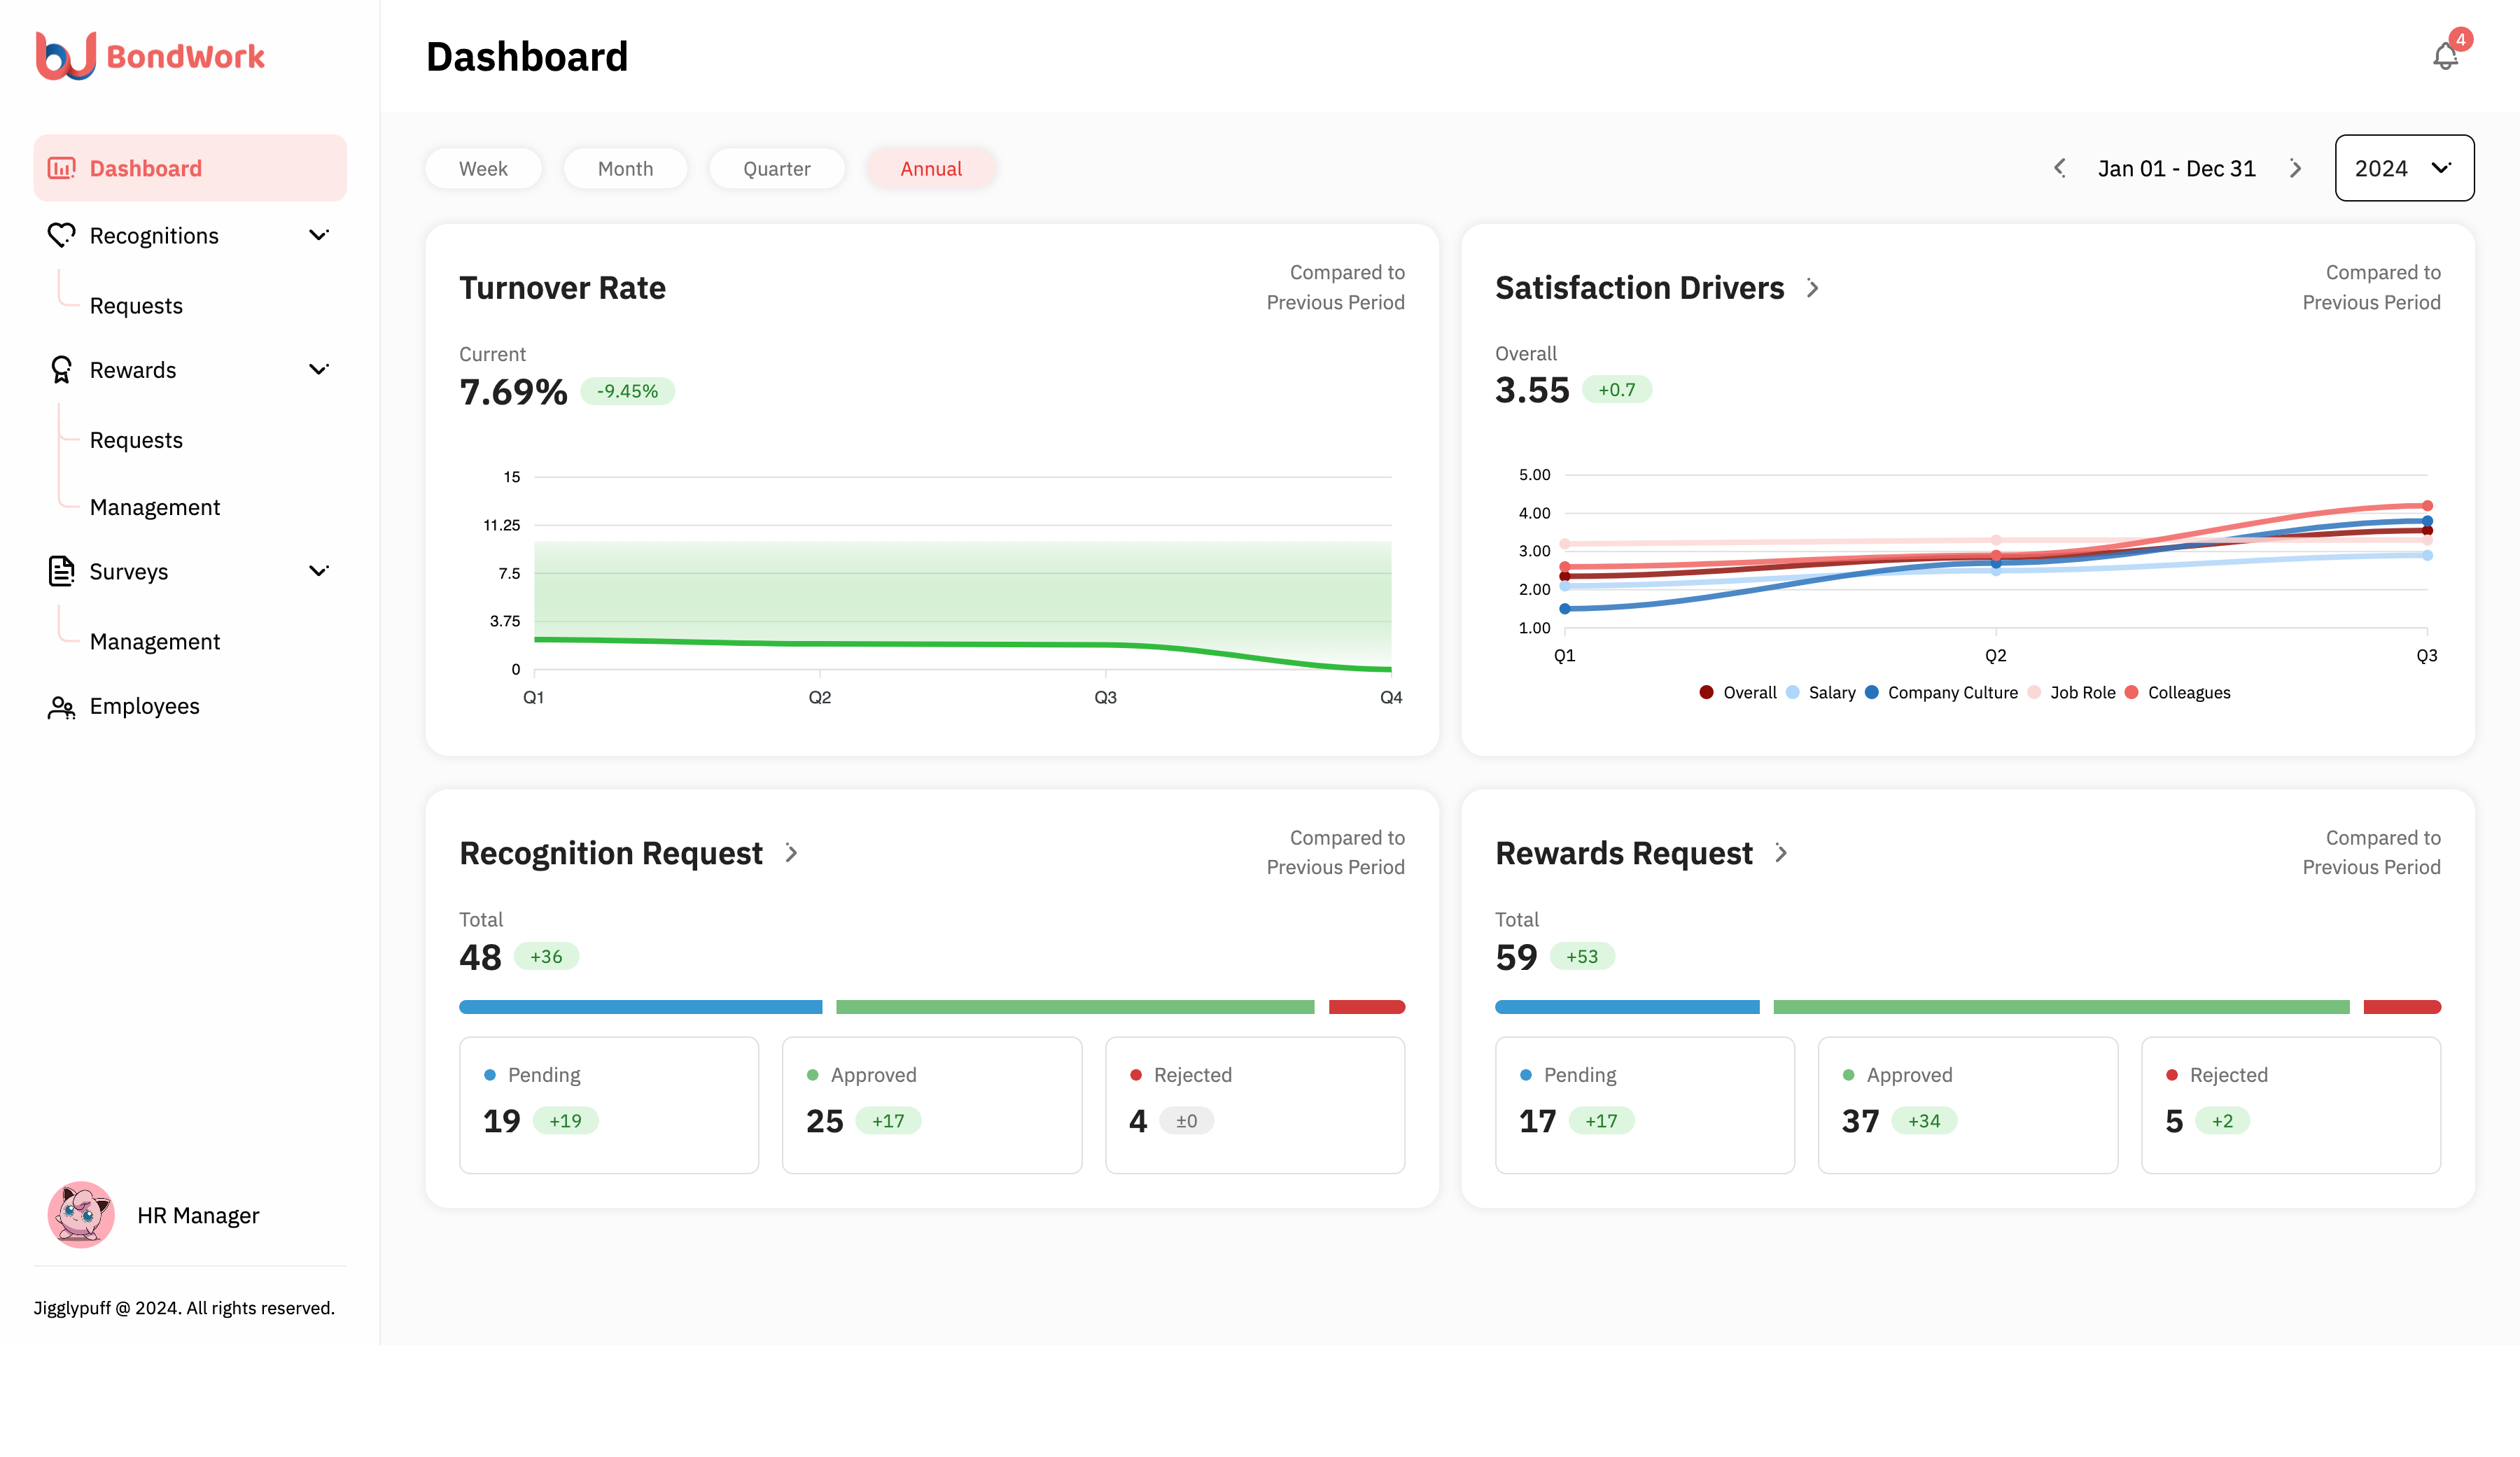 BondWork
Dashboard
4
Dashboard
Recognitions
Requests
Rewards
Requests
Management
Surveys
Management
Employees
HR Manager
Jigglypuff @ 2024. All rights reserved.
Week
Month
Quarter
Annual
Jan 01 - Dec 31
2024
Turnover Rate
Compared to
Previous Period
Current
7.69%
-9.45%
15
11.25
7.5
3.75
0
Q1
Q2
Q3
Q4
Satisfaction Drivers
Compared to
Previous Period
Overall
3.55
+0.7
5.00
4.00
3.00
2.00
1.00
Q1
Q2
Q3
Overall
Salary
Company Culture
Job Role
Colleagues
Recognition Request
Compared to
Previous Period
Total
48
+36
Pending
19
+19
Approved
25
+17
Rejected
4
±0
Rewards Request
Compared to
Previous Period
Total
59
+53
Pending
17
+17
Approved
37
+34
Rejected
5
+2